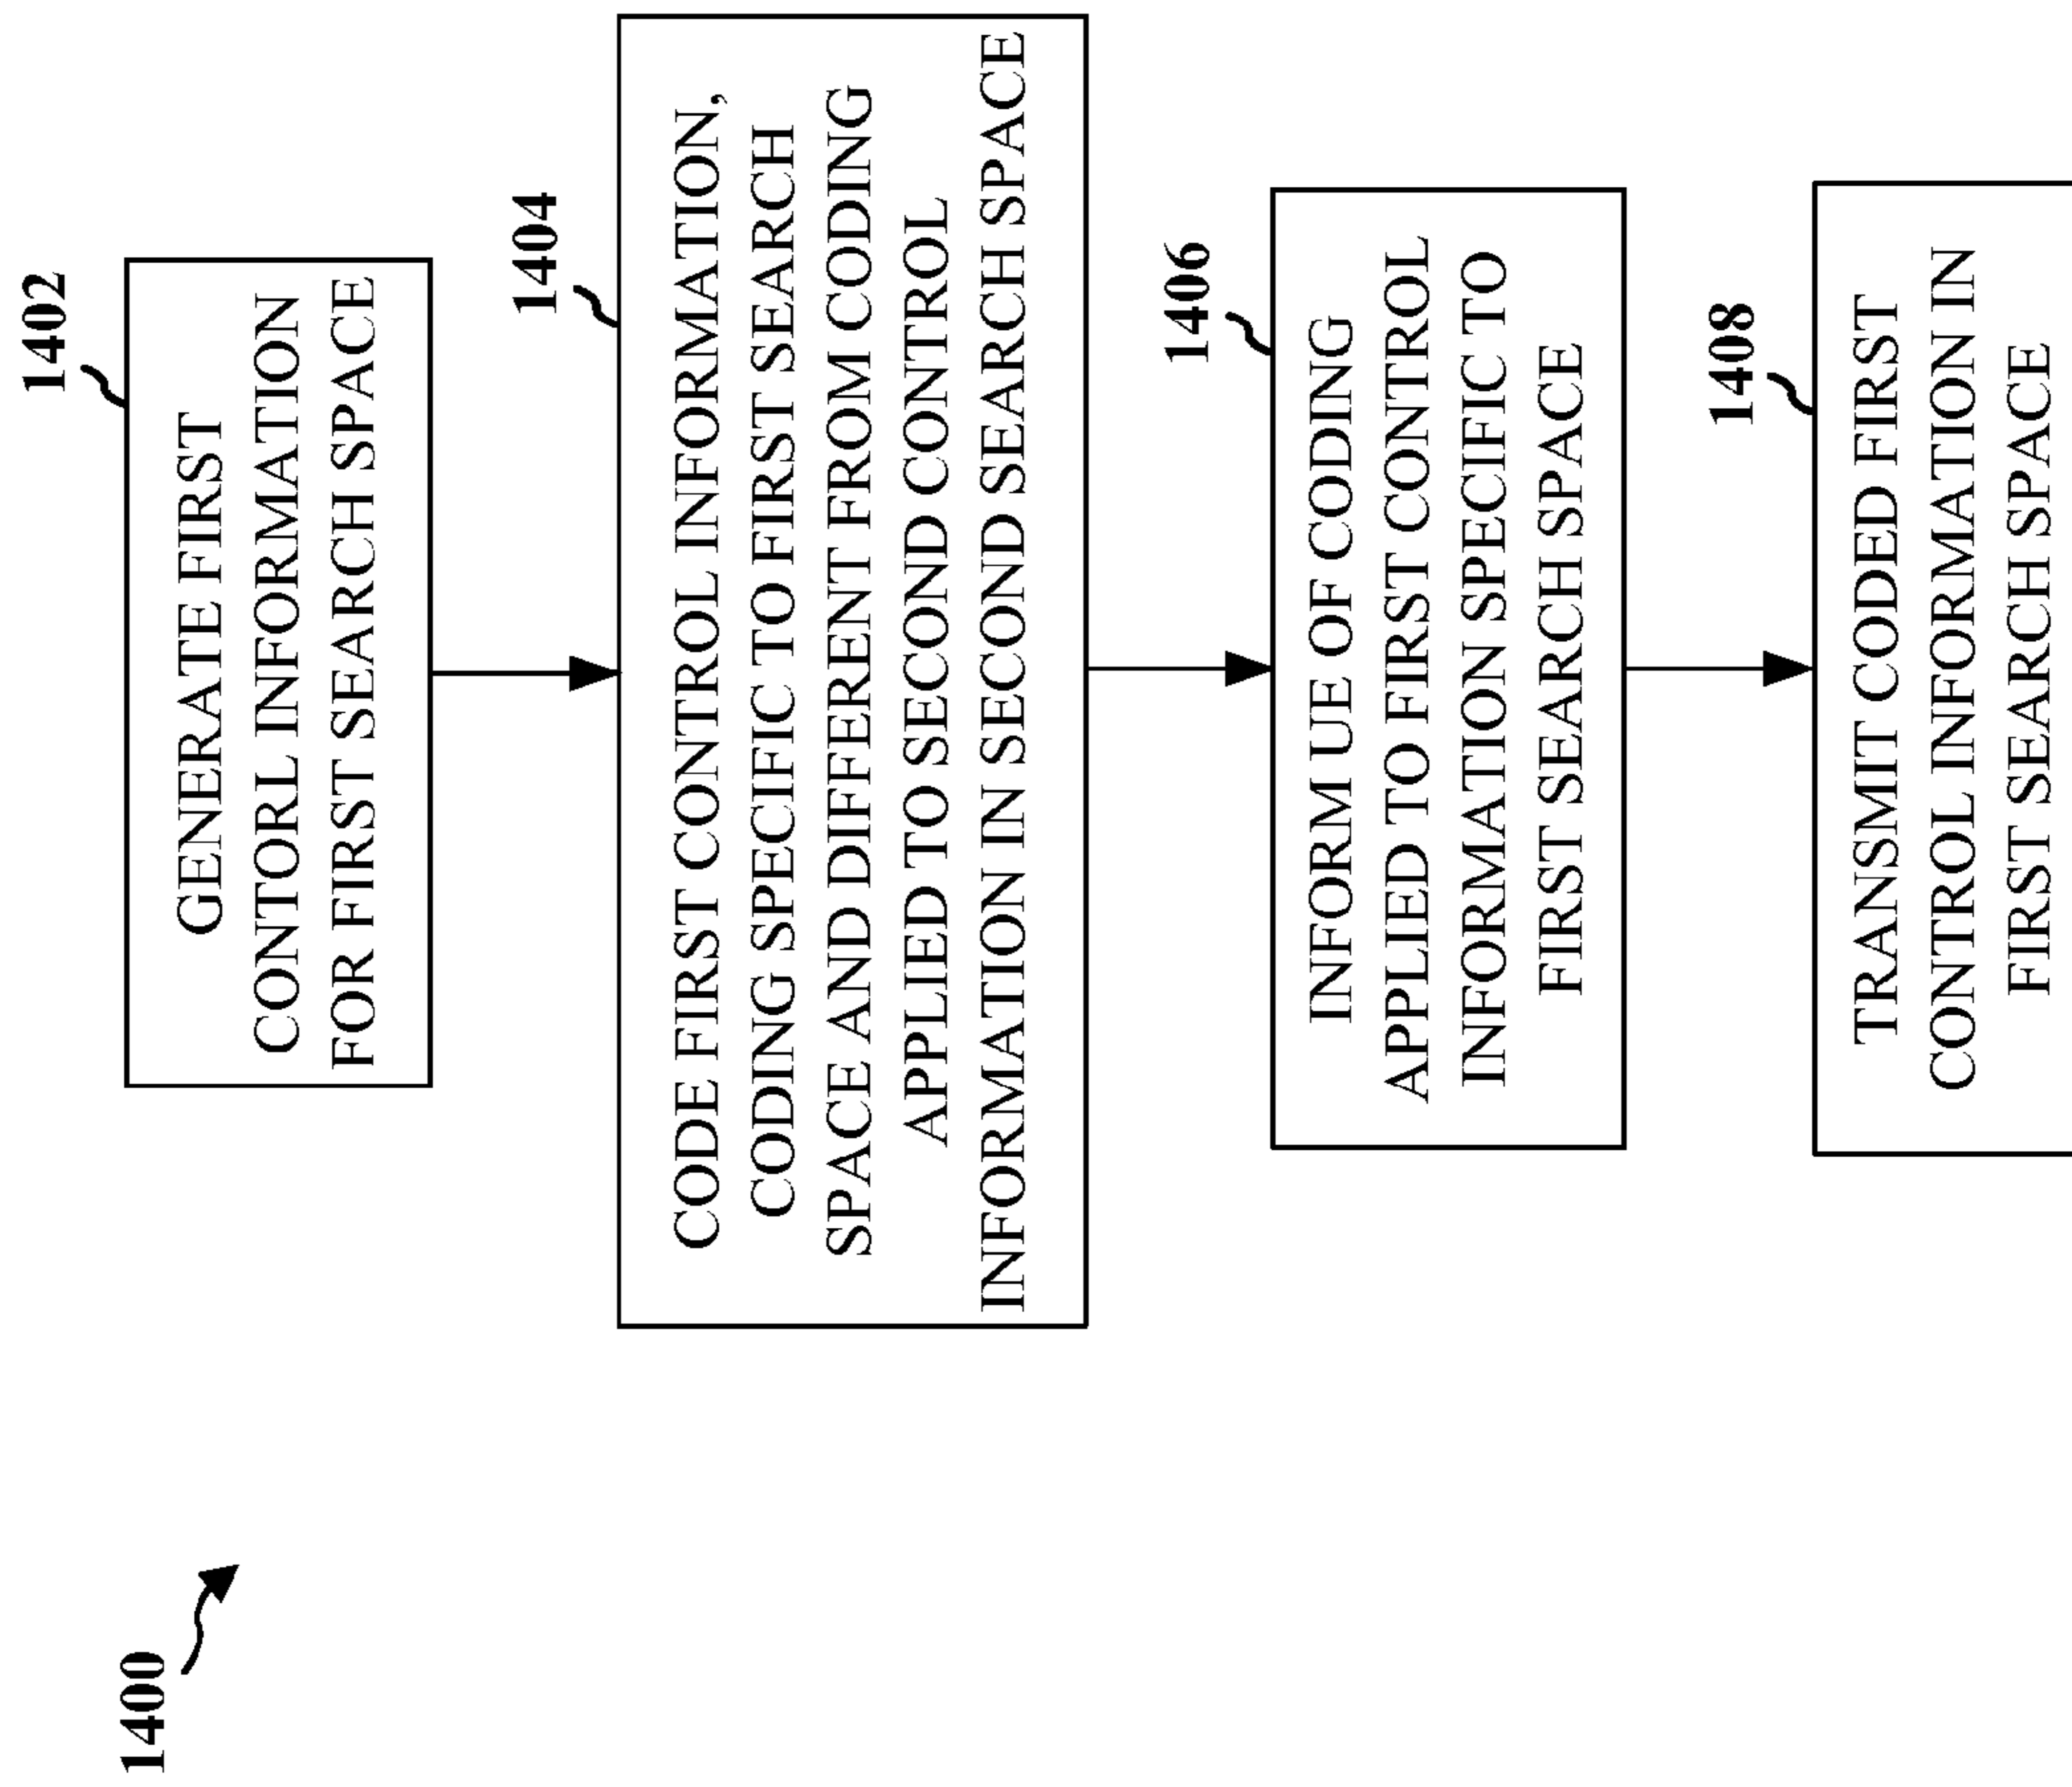 1400
1402
GENERATE FIRST
CONTORL INFORMATION
FOR FIRST SEARCH SPACE
1404
CODE FIRST CONTROL INFORMATION,
CODING SPECIFIC TO FIRST SEARCH
SPACE AND DIFFERENT FROM CODING
APPLIED TO SECOND CONTROL
INFORMATION IN SECOND SEARCH SPACE
1406
INFORM UE OF CODING
APPLIED TO FIRST CONTROL
INFORMATION SPECIFIC TO
FIRST SEARCH SPACE
1408
TRANSMIT CODED FIRST
CONTROL INFORMATION IN
FIRST SEARCH SPACE